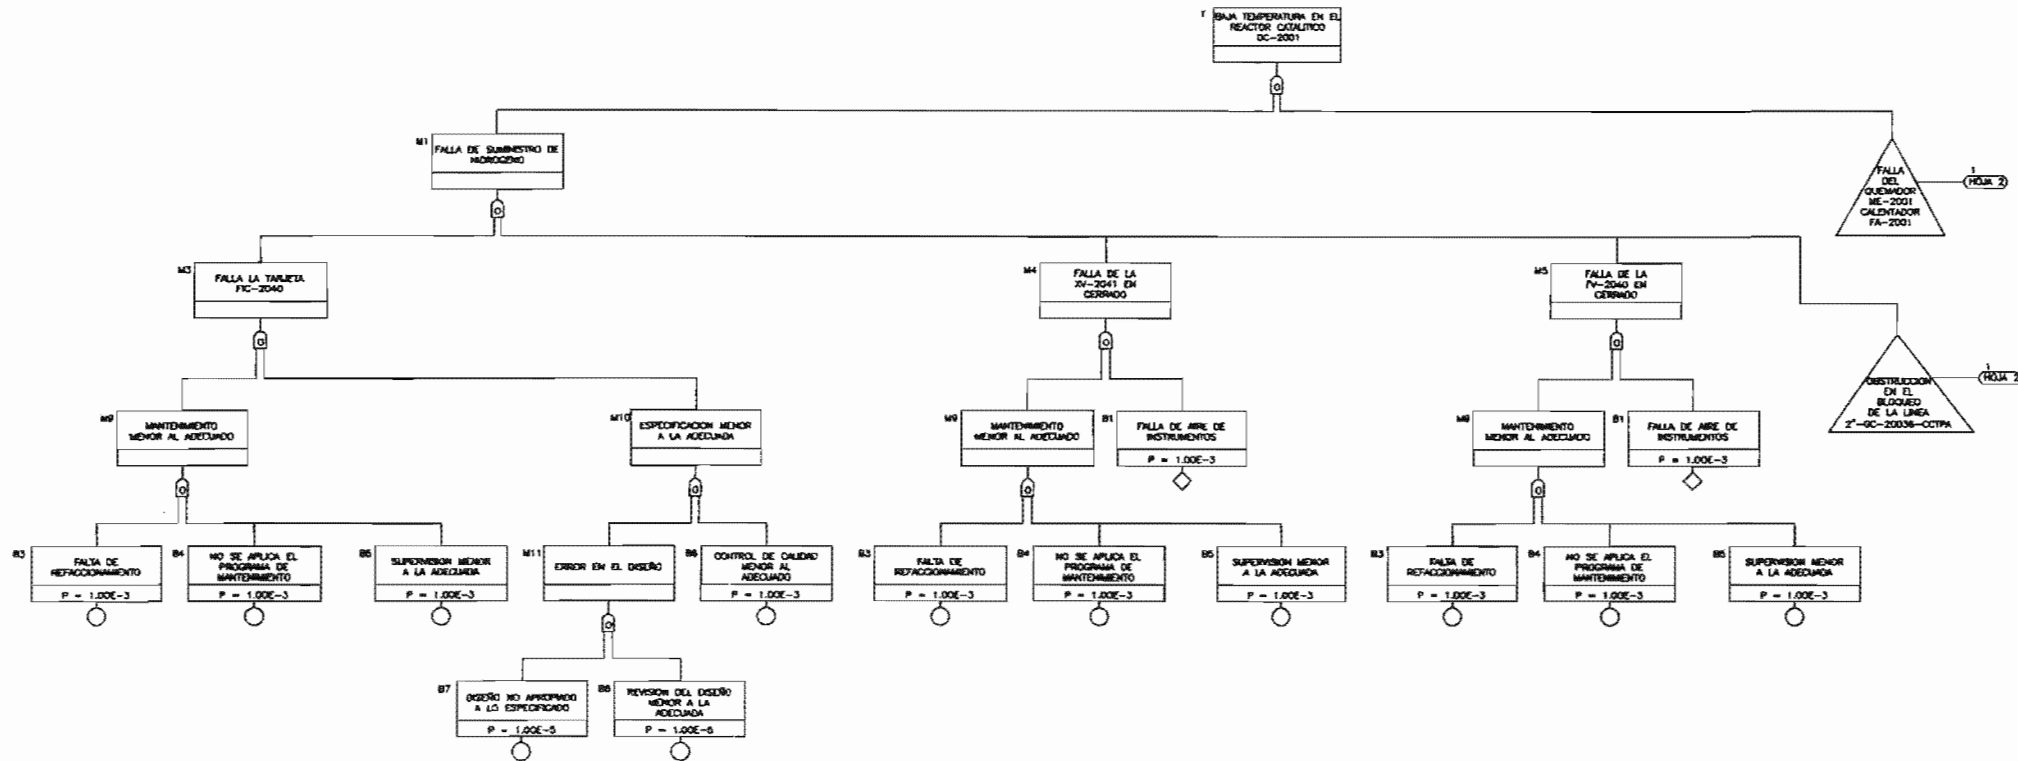 T
BAJA TEMPERATURA EN EL
REACTOR CATALITICO
DC-2001
O
M1
FALLA DE SUMINISTRO DE
HIDROGENO
O
FALLA
DEL
QUEMADOR
ME-2001
CALENTADOR
FA-2001
1
HOJA 2
M3
FALLA LA TARJETA
FIC-2040
O
M4
FALLA DE LA
XV-2041 EN
CERRADO
O
M5
FALLA DE LA
FV-2040 EN
CERRADO
O
OBSTRUCCION
EN EL
BLOQUEO
DE LA LINEA
2"-GC-20036-CCTPA
1
HOJA 2
M9
MANTENIMIENTO
MENOR AL ADECUADO
O
M10
ESPECIFICACION MENOR
A LA ADECUADA
O
M9
MANTENIMIENTO
MENOR AL ADECUADO
O
B1
FALLA DE AIRE DE
INSTRUMENTOS
P = 1.00E-3
MANTENIMIENTO
MENOR AL ADECUADO
O
B1
FALLA DE AIRE DE
INSTRUMENTOS
P = 1.00E-3
B3
FALTA DE
REFACCIONAMIENTO
P = 1.00E-3
B4
NO SE APLICA EL
PROGRAMA DE
MANTENIMIENTO
P = 1.00E-3
B5
SUPERVISION MENOR
A LA ADECUADA
P = 1.00E-3
M11
ERROR EN EL DISEÑO
O
CONTROL DE CALIDAD
MENOR AL
ADECUADO
P = 1.00E-3
B3
FALTA DE
REFACCIONAMIENTO
P = 1.00E-3
B4
NO SE APLICA EL
PROGRAMA DE
MANTENIMIENTO
P = 1.00E-3
B5
SUPERVISION MENOR
A LA ADECUADA
P = 1.00E-3
B3
FALTA DE
REFACCIONAMIENTO
P = 1.00E-3
B4
NO SE APLICA EL
PROGRAMA DE
MANTENIMIENTO
P = 1.00E-3
B5
SUPERVISION MENOR
A LA ADECUADA
P = 1.00E-3
B7
DISEÑO NO APROPIADO
A LO ESPECIFICADO
P = 1.00E-5
REVISION DEL DISEÑO
MENOR A LA
ADECUADA
P = 1.00E-5